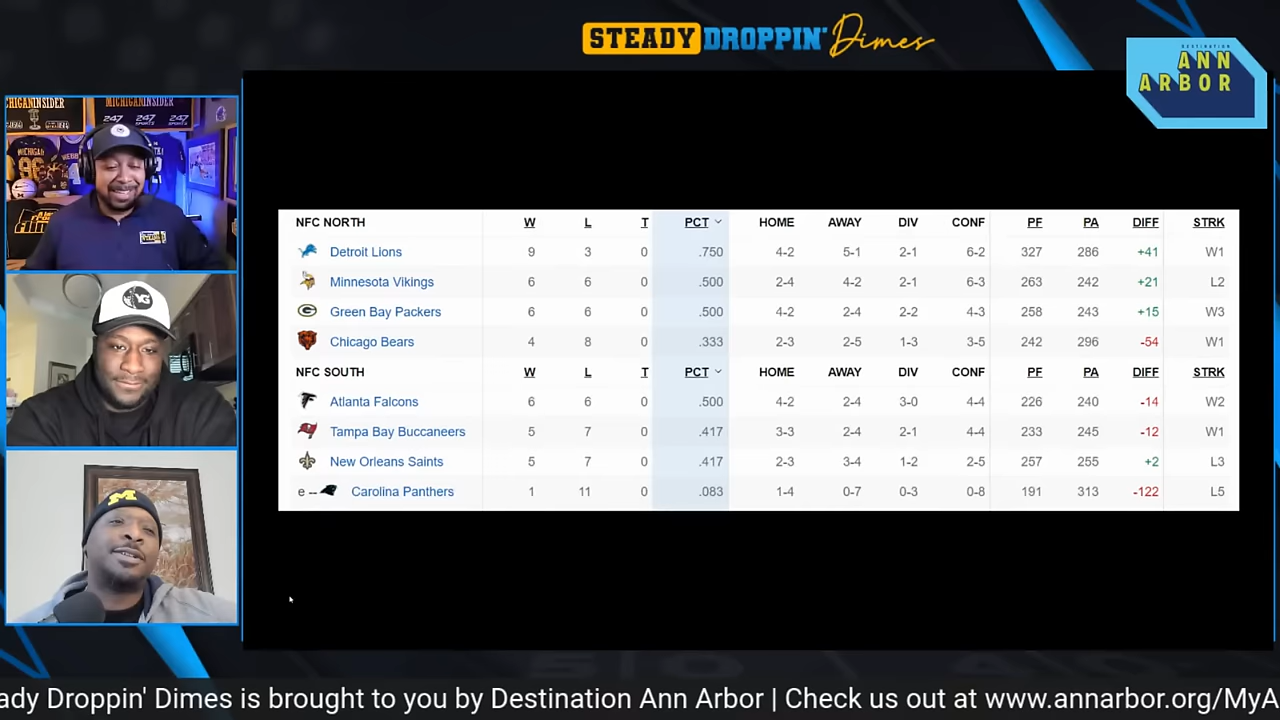 STEADY DROPPIN' Dimes
DESTINATION
ANN
ARBOR
CHIGANINSIDER
MICHIGANINSIDER
247 247 247
SPORTS SPORTS SPORTS
MICHIGAN
YG
M
NFC NORTH W L T PCT HOME AWAY DIV CONF PF PA DIFF STRK
Detroit Lions 9 3 0 .750 4-2 5-1 2-1 6-2 327 286 +41 W1
Minnesota Vikings 6 6 0 .500 2-4 4-2 2-1 6-3 263 242 +21 L2
Green Bay Packers 6 6 0 .500 4-2 2-4 2-2 4-3 258 243 +15 W3
Chicago Bears 4 8 0 .333 2-3 2-5 1-3 3-5 242 296 -54 W1
NFC SOUTH W L T PCT HOME AWAY DIV CONF PF PA DIFF STRK
Atlanta Falcons 6 6 0 .500 4-2 2-4 3-0 4-4 226 240 -14 W2
Tampa Bay Buccaneers 5 7 0 .417 3-3 2-4 2-1 4-4 233 245 -12 W1
New Orleans Saints 5 7 0 .417 2-3 3-4 1-2 2-5 257 255 +2 L3
e -- Carolina Panthers 1 11 0 .083 1-4 0-7 0-3 0-8 191 313 -122 L5
ady Droppin' Dimes is brought to you by Destination Ann Arbor | Check us out at www.annarbor.org/MyA